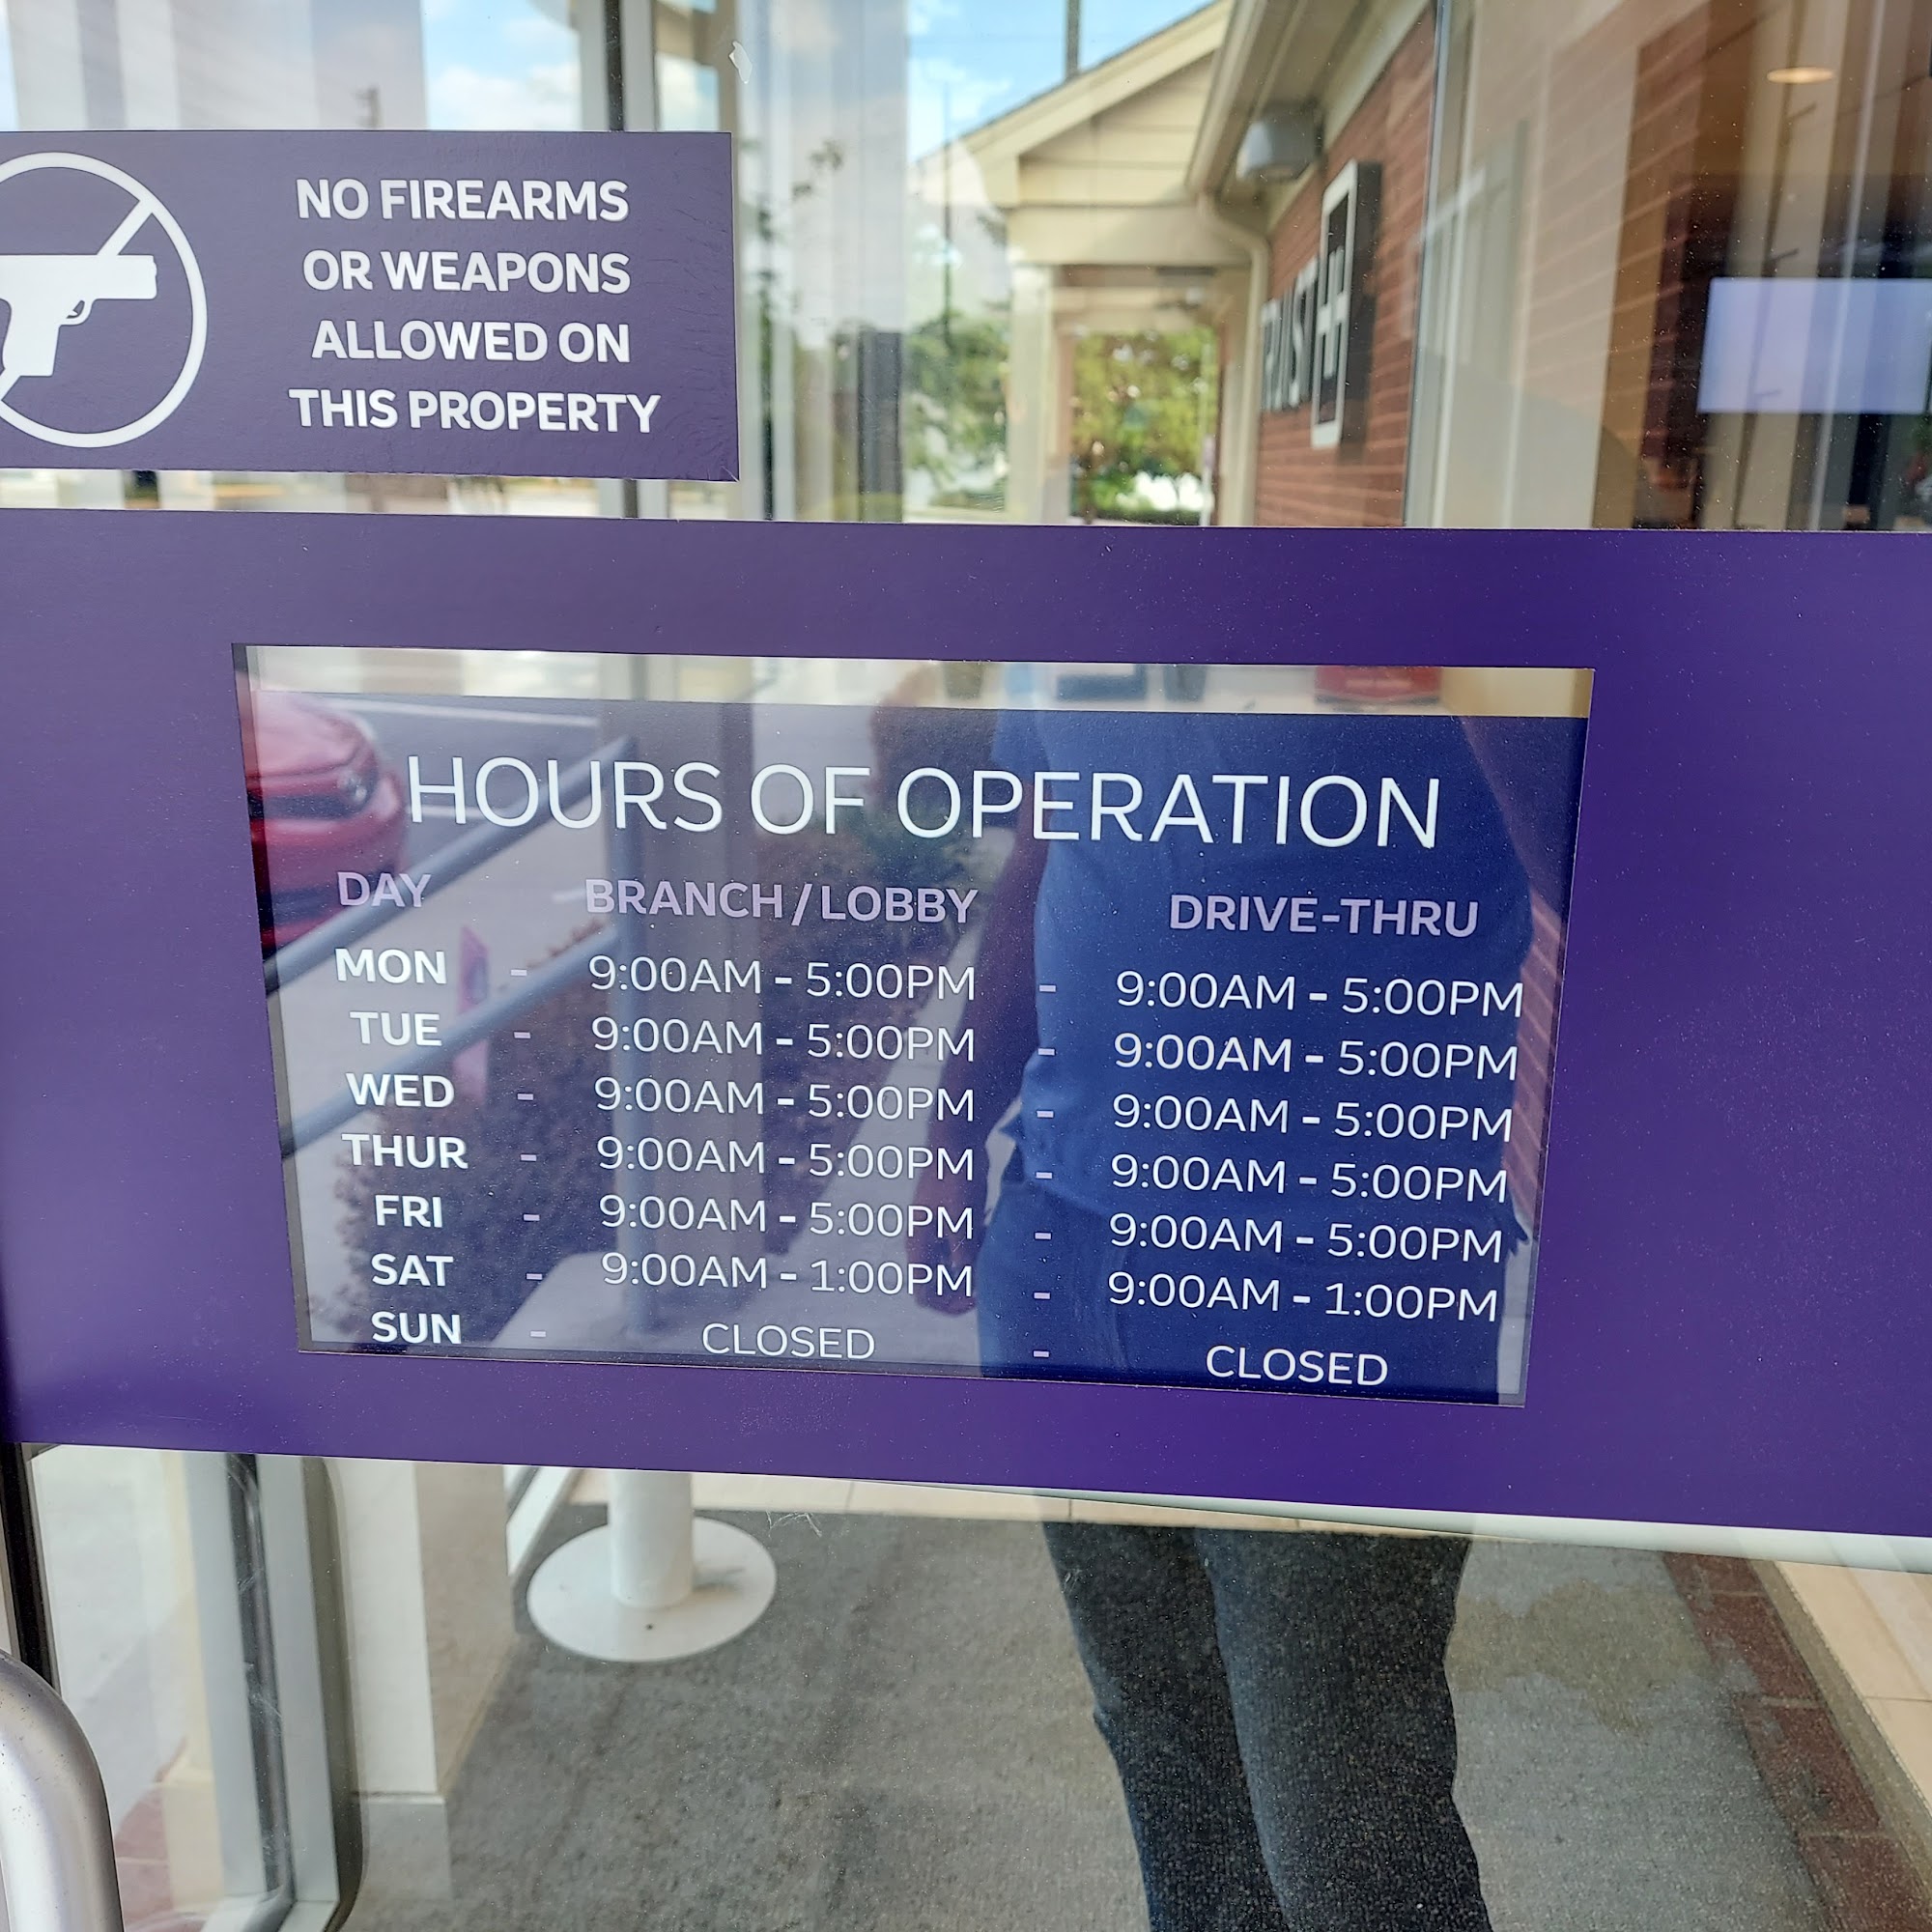 NO FIREARMS
OR WEAPONS
ALLOWED ON
THIS PROPERTY
HOURS OF OPERATION
DAY BRANCH/LOBBY DRIVE-THRU
MON - 9:00AM - 5:00PM - 9:00AM - 5:00PM
TUE - 9:00AM - 5:00PM - 9:00AM - 5:00PM
WED - 9:00AM - 5:00PM - 9:00AM - 5:00PM
THUR - 9:00AM - 5:00PM - 9:00AM - 5:00PM
FRI - 9:00AM - 5:00PM - 9:00AM - 5:00PM
SAT - 9:00AM - 1:00PM - 9:00AM - 1:00PM
SUN - CLOSED - CLOSED